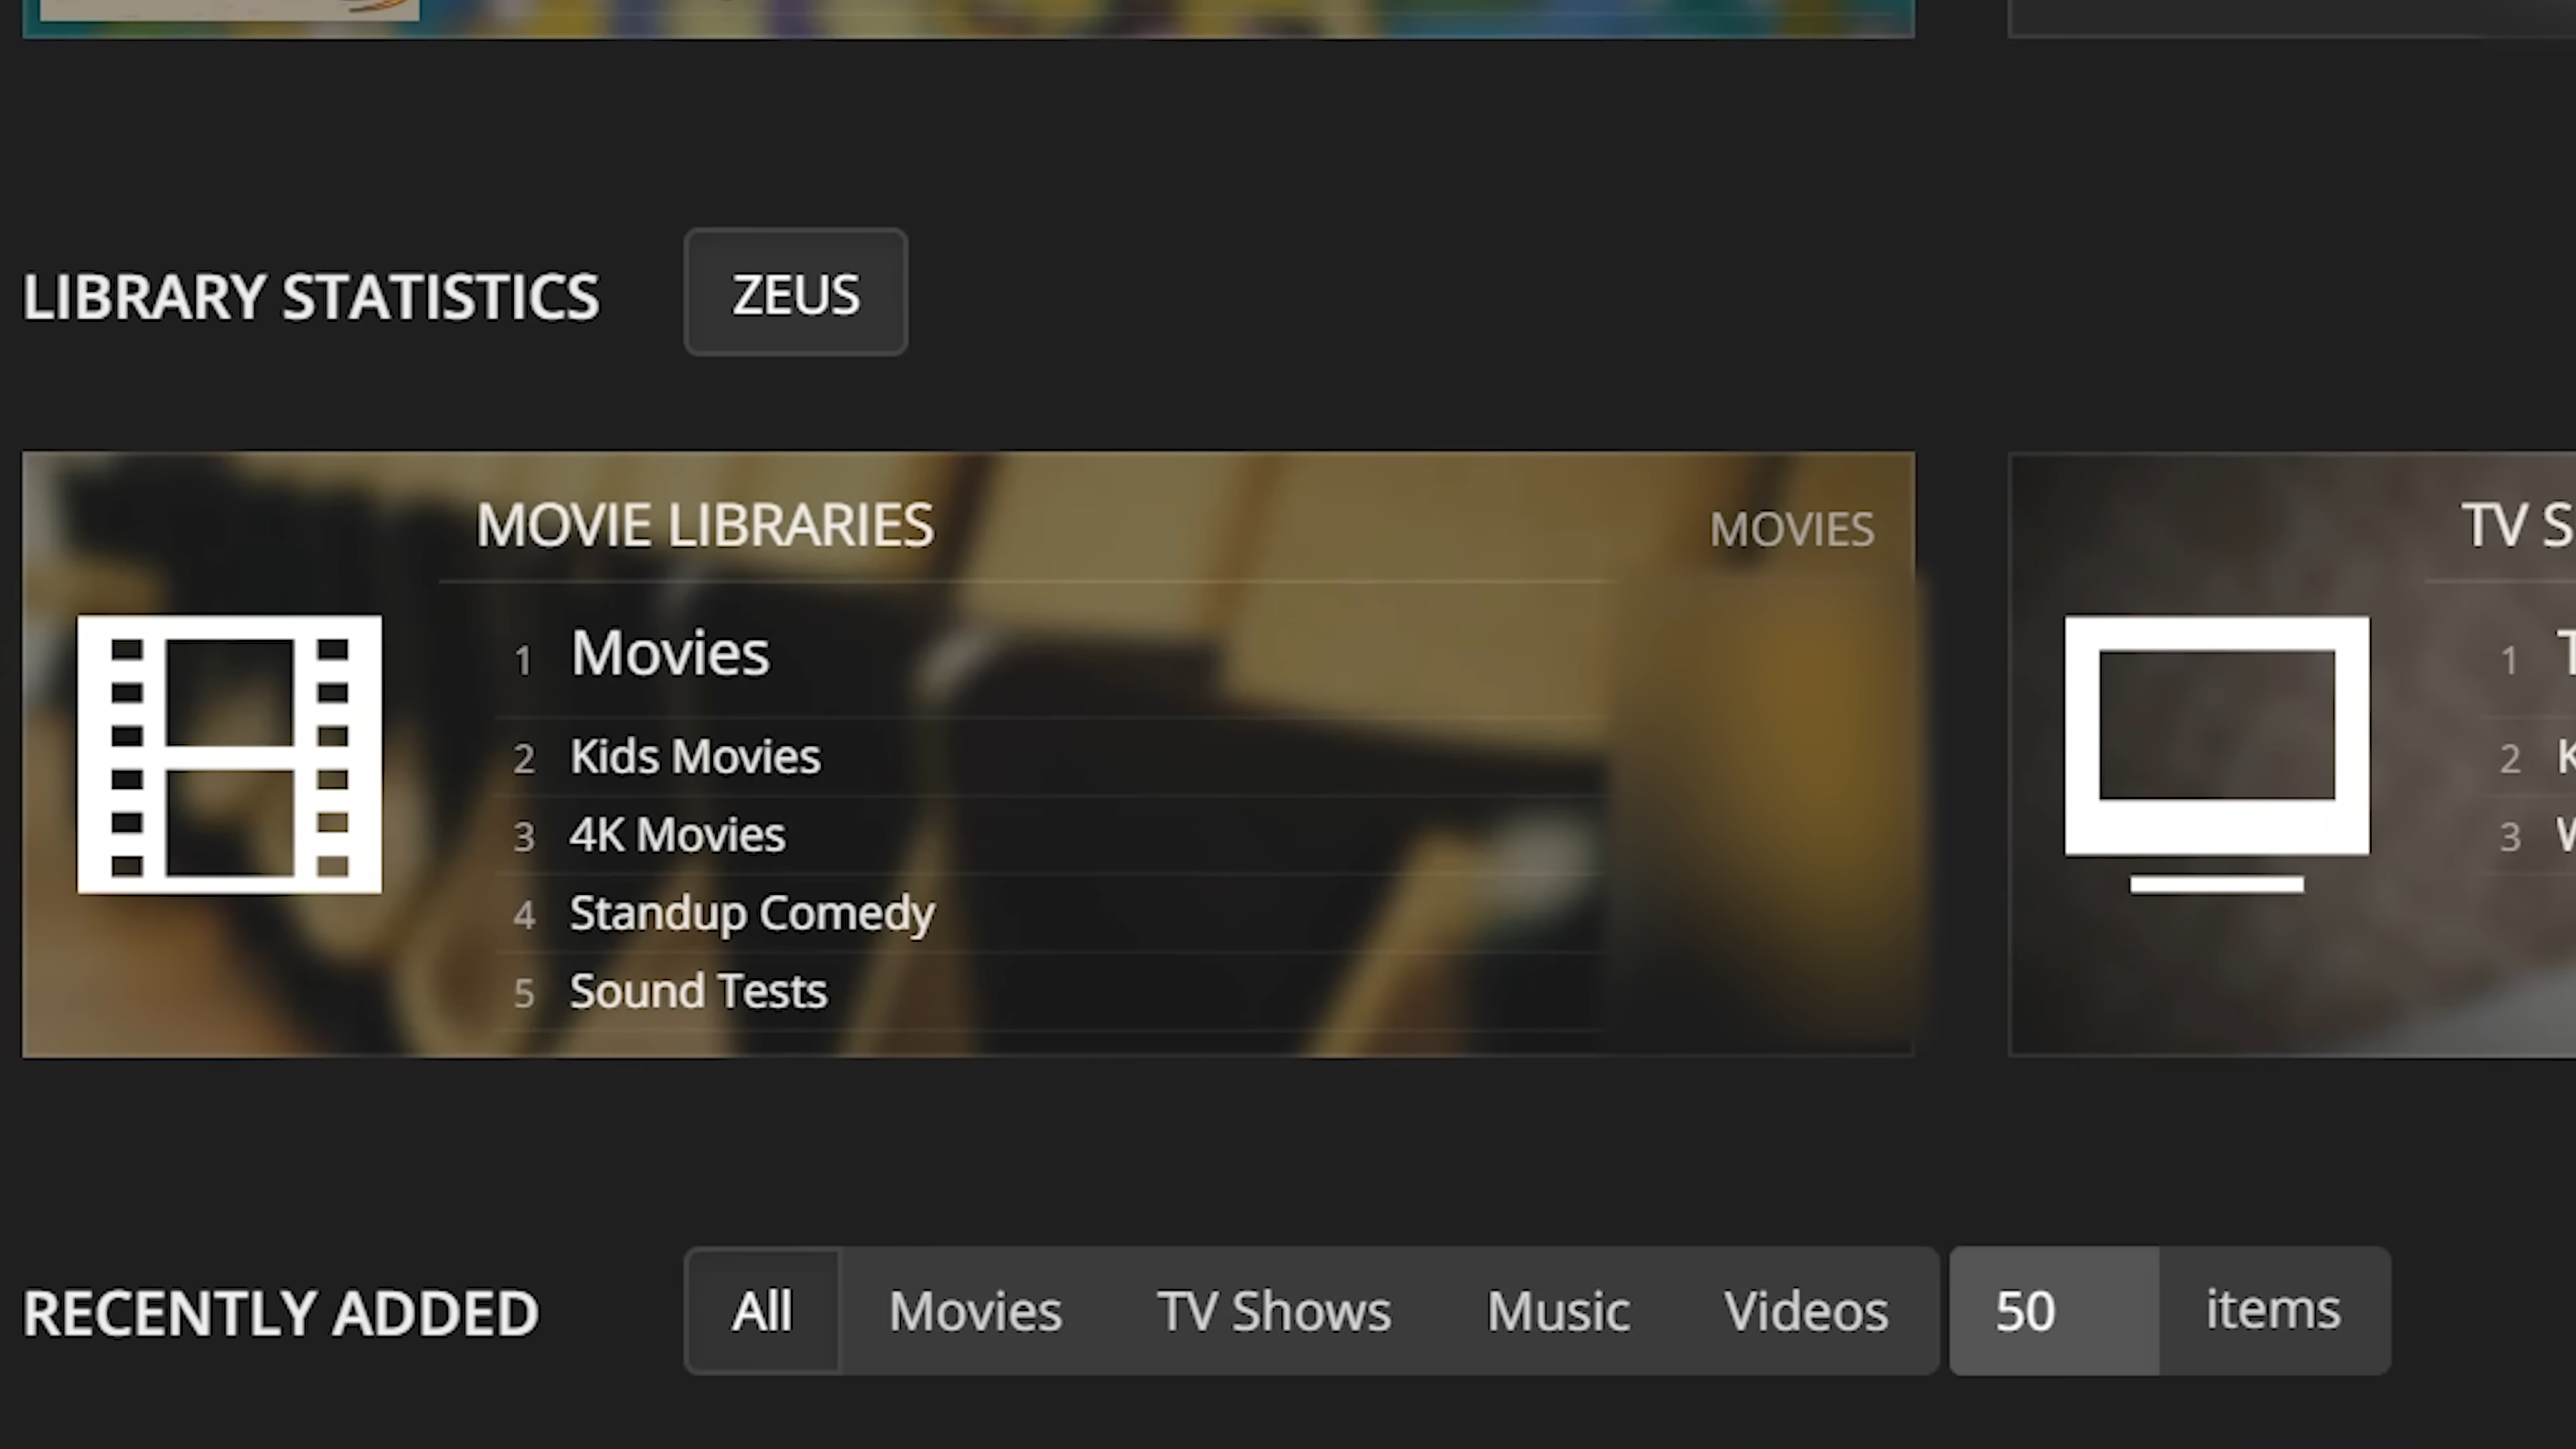 LIBRARY STATISTICS ZEUS
MOVIE LIBRARIES MOVIES
1 Movies
2 Kids Movies
3 4K Movies
4 Standup Comedy
5 Sound Tests
TV S
1 T
2 K
3
RECENTLY ADDED All Movies TV Shows Music Videos 50 items